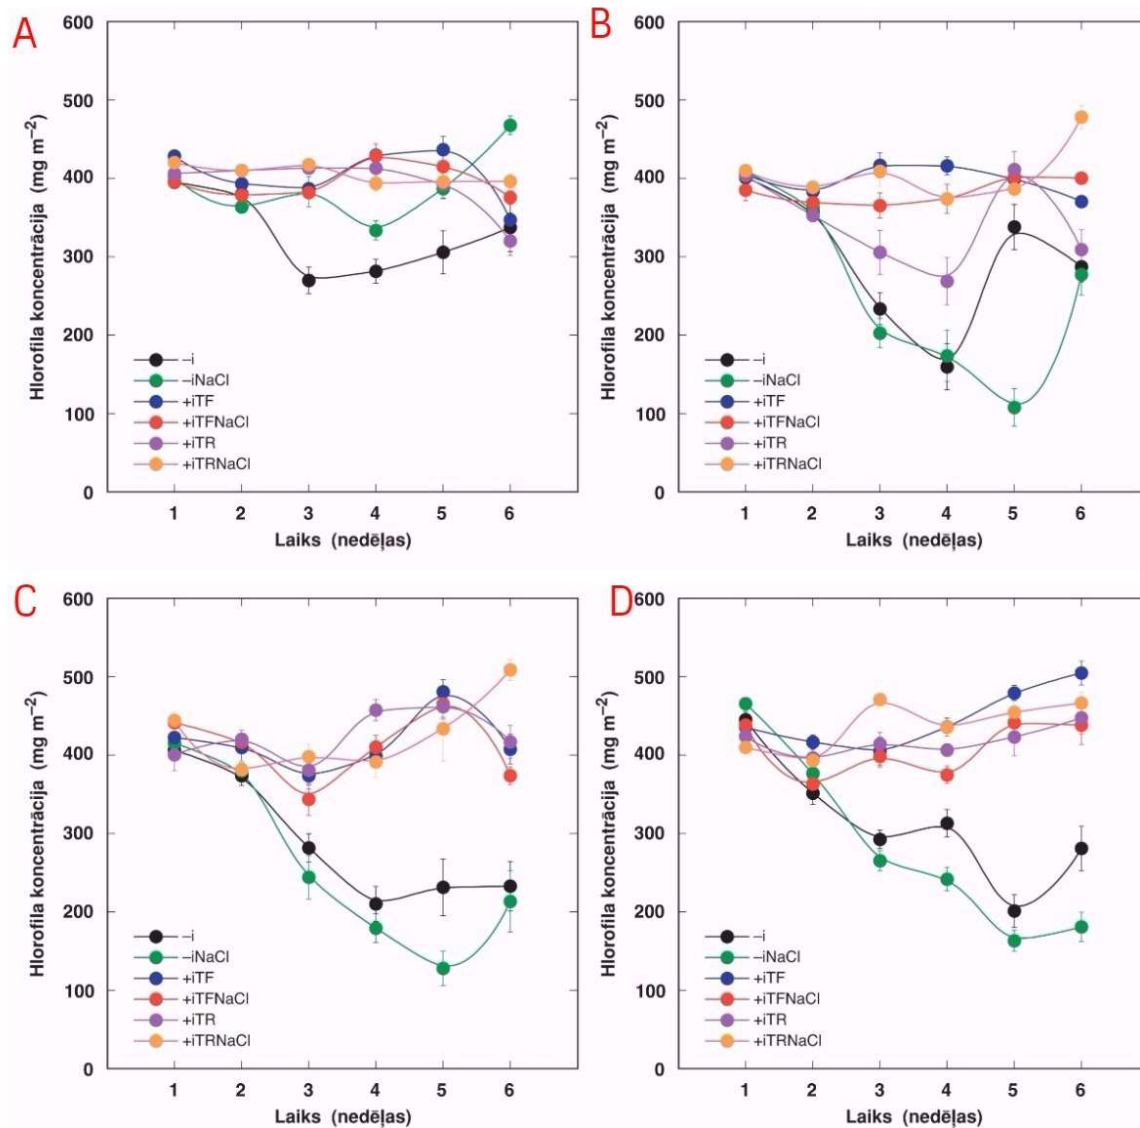 A
600
500
400
300
200
100
0
Hlorofila koncentrācija (mg m−2)
–i
–iNaCl
+iTF
+iTFNaCl
+iTR
+iTRNaCl
1 2 3 4 5 6
Laiks (nedēļas)
B
600
500
400
300
200
100
0
Hlorofila koncentrācija (mg m−2)
–i
–iNaCl
+iTF
+iTFNaCl
+iTR
+iTRNaCl
1 2 3 4 5 6
Laiks (nedēļas)
C
600
500
400
300
200
100
0
Hlorofila koncentrācija (mg m−2)
–i
–iNaCl
+iTF
+iTFNaCl
+iTR
+iTRNaCl
1 2 3 4 5 6
Laiks (nedēļas)
D
600
500
400
300
200
100
0
Hlorofila koncentrācija (mg m−2)
–i
–iNaCl
+iTF
+iTFNaCl
+iTR
+iTRNaCl
1 2 3 4 5 6
Laiks (nedēļas)